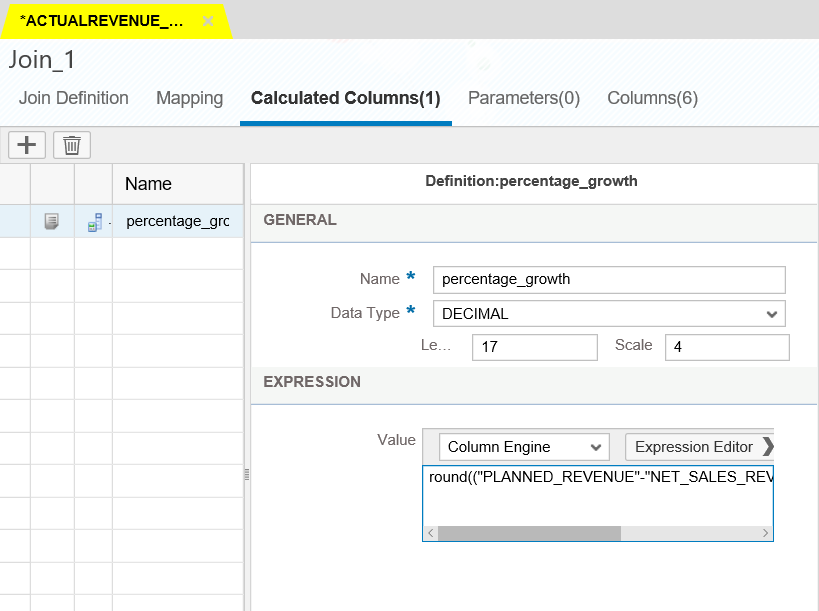 *ACTUALREVENUE_...
Join_1
Join Definition Mapping Calculated Columns(1) Parameters(0) Columns(6)
Name
percentage_grc
Definition:percentage_growth
GENERAL
Name * percentage_growth
Data Type * DECIMAL
Le... 17 Scale 4
EXPRESSION
Value Column Engine Expression Editor
round(("PLANNED_REVENUE"-"NET_SALES_REV